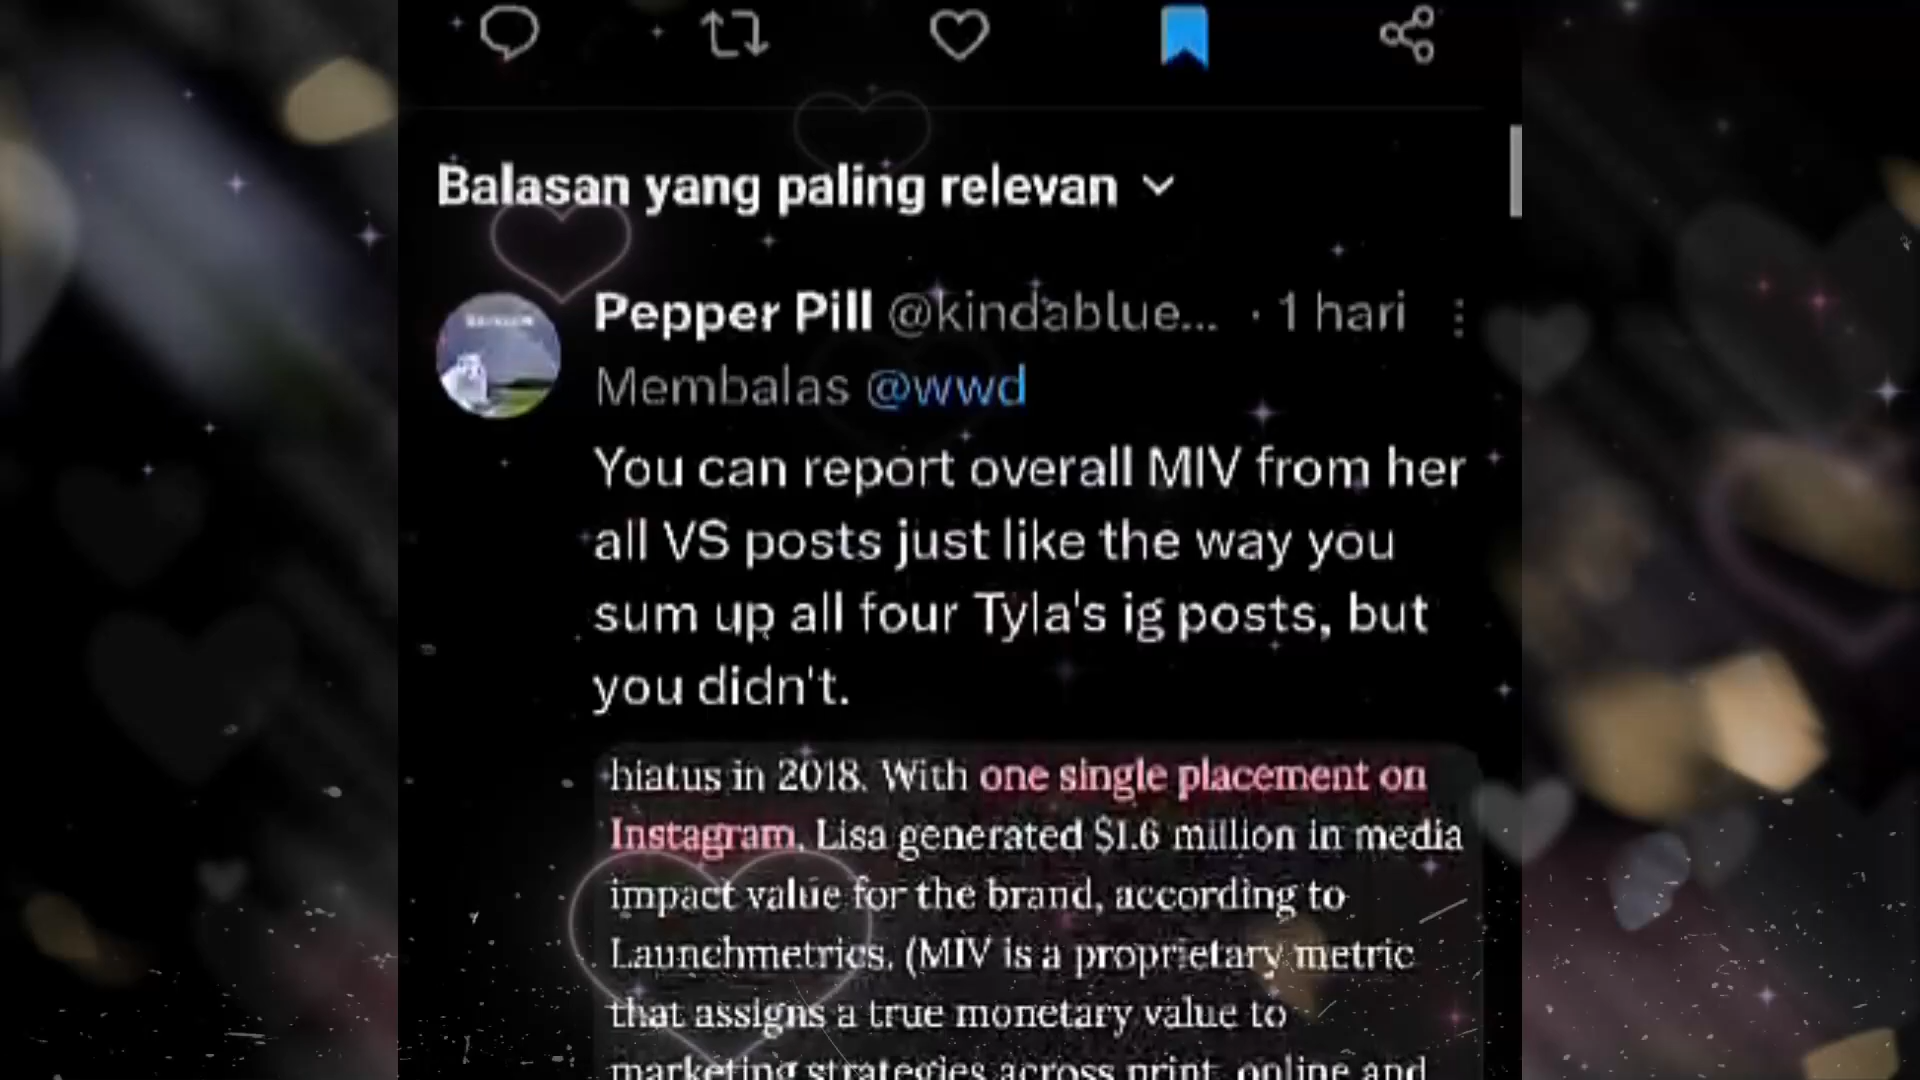 Balasan yang paling relevan
Pepper Pill @kindablue... · 1 hari
Membalas @wwd
You can report overall MIV from her
all VS posts just like the way you
sum up all four Tyla's ig posts, but
you didn't.
hiatus in 2018. With one single placement on
Instagram, Lisa generated $1.6 million in media
impact value for the brand, according to
Launchmetrics. (MIV is a proprietary metric
that assigns a true monetary value to
marketing strategies across print, online and